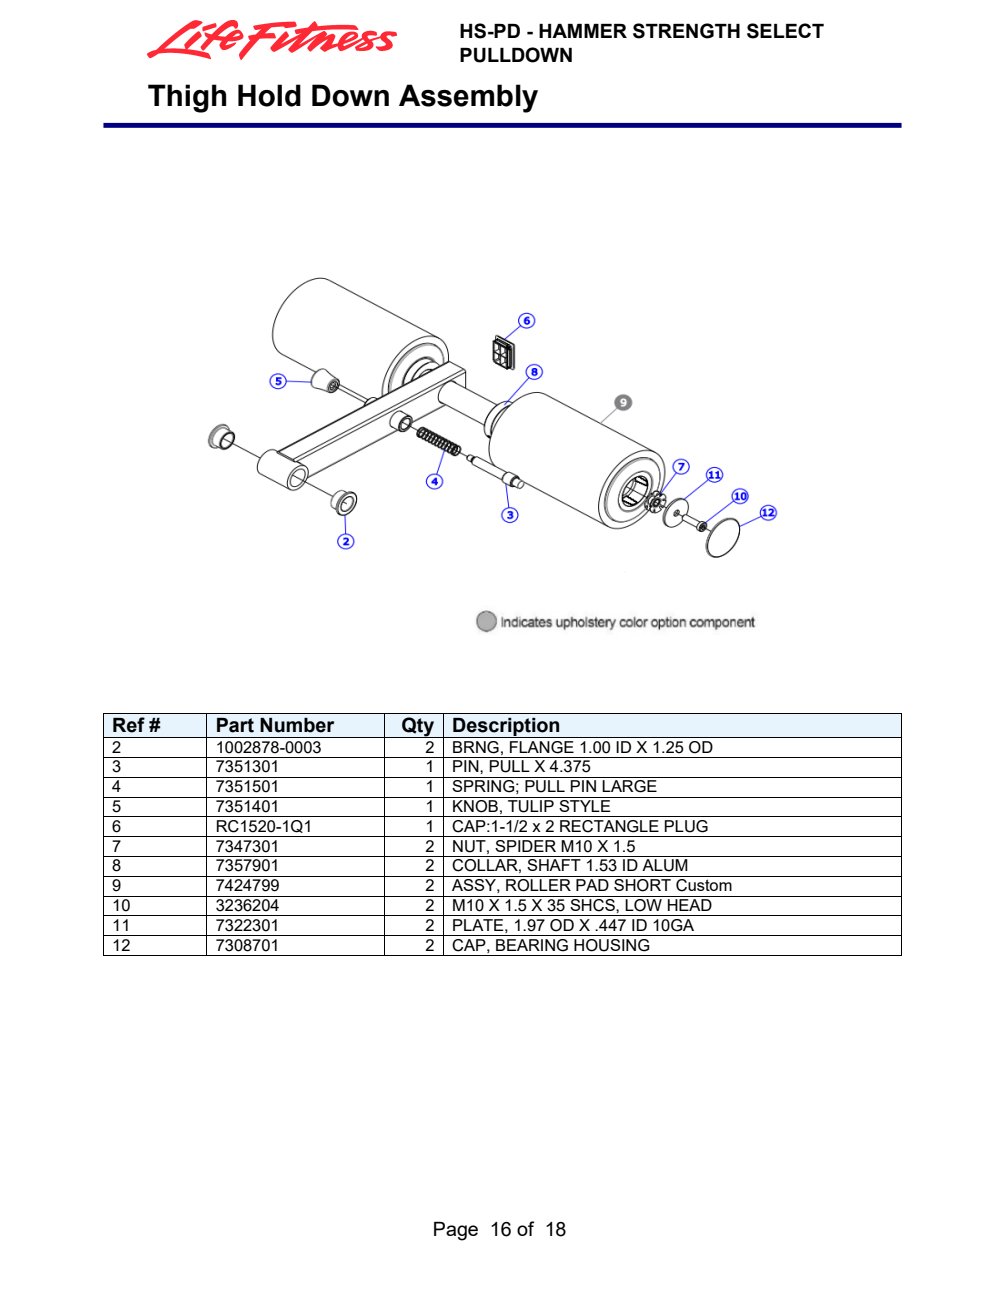 Life Fitness
HS-PD - HAMMER STRENGTH SELECT
PULLDOWN
Thigh Hold Down Assembly
6
8
5
9
7
11
4
10
3
12
2
Indicates upholstery color option component
Ref # Part Number Qty Description
2 1002878-0003 2 BRNG, FLANGE 1.00 ID X 1.25 OD
3 7351301 1 PIN, PULL X 4.375
4 7351501 1 SPRING; PULL PIN LARGE
5 7351401 1 KNOB, TULIP STYLE
6 RC1520-1Q1 1 CAP:1-1/2 x 2 RECTANGLE PLUG
7 7347301 2 NUT, SPIDER M10 X 1.5
8 7357901 2 COLLAR, SHAFT 1.53 ID ALUM
9 7424799 2 ASSY, ROLLER PAD SHORT Custom
10 3236204 2 M10 X 1.5 X 35 SHCS, LOW HEAD
11 7322301 2 PLATE, 1.97 OD X .447 ID 10GA
12 7308701 2 CAP, BEARING HOUSING
Page 16 of 18